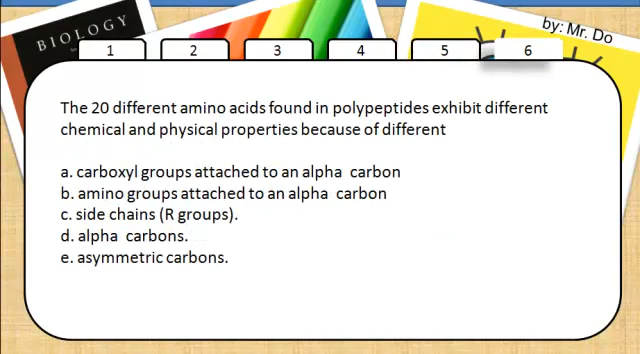 BIOLOGY
by: Mr. Do
1 2 3 4 5 6
The 20 different amino acids found in polypeptides exhibit different
chemical and physical properties because of different
a. carboxyl groups attached to an alpha carbon
b. amino groups attached to an alpha carbon
c. side chains (R groups).
d. alpha carbons.
e. asymmetric carbons.